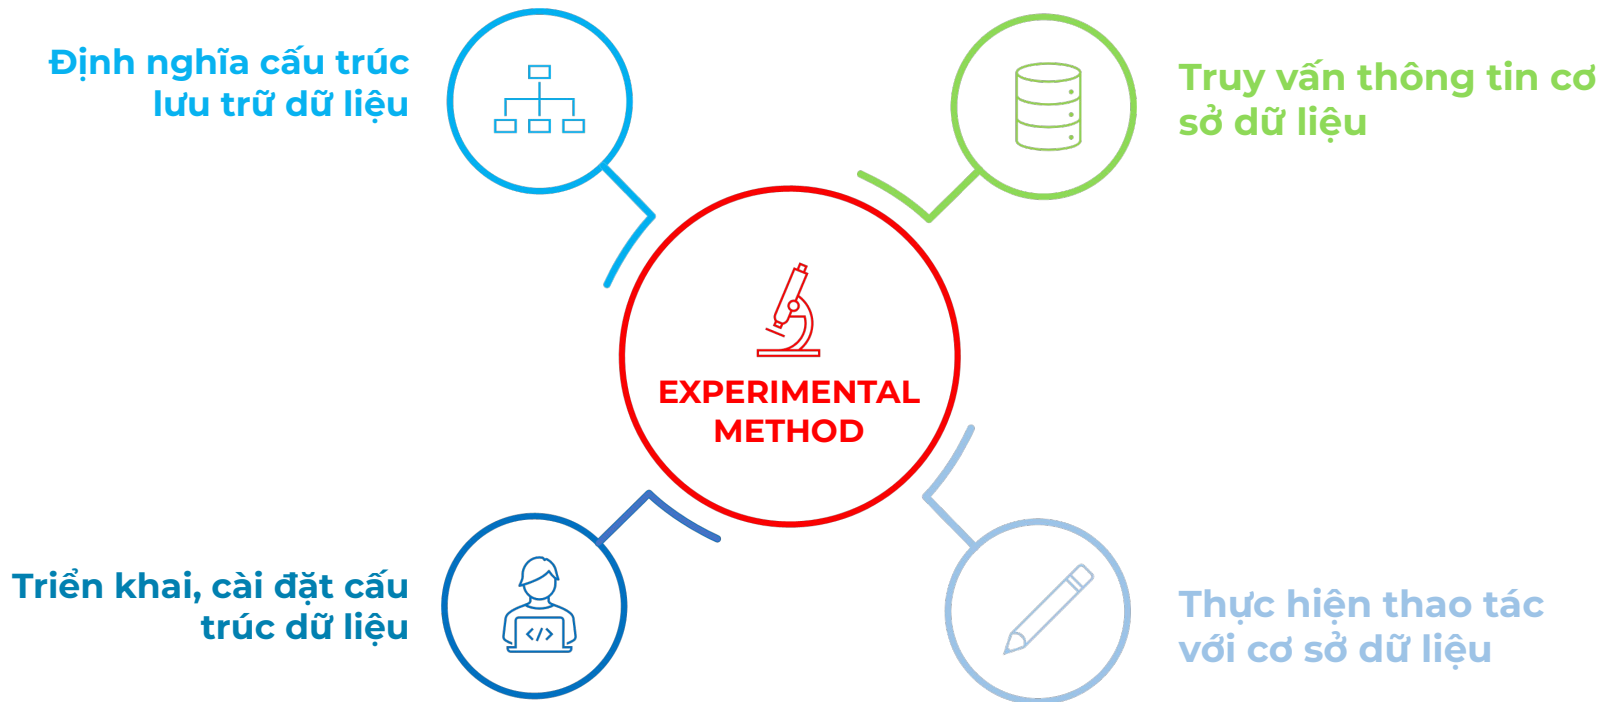 Định nghĩa cấu trúc
lưu trữ dữ liệu
Truy vấn thông tin cơ
sở dữ liệu
EXPERIMENTAL
METHOD
Triển khai, cài đặt cấu
trúc dữ liệu
</>
Thực hiện thao tác
với cơ sở dữ liệu